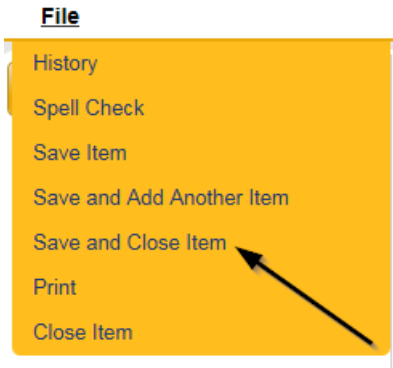 File
History
Spell Check
Save Item
Save and Add Another Item
Save and Close Item
Print
Close Item